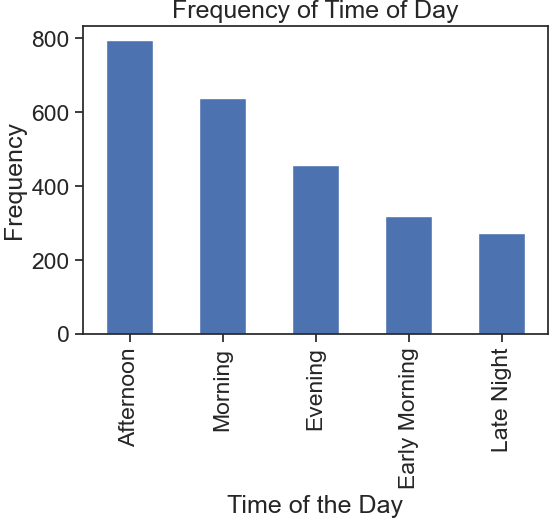 Frequency of Time of Day
Frequency
800
600
400
200
0
Afternoon
Morning
Evening
Early Morning
Late Night
Time of the Day